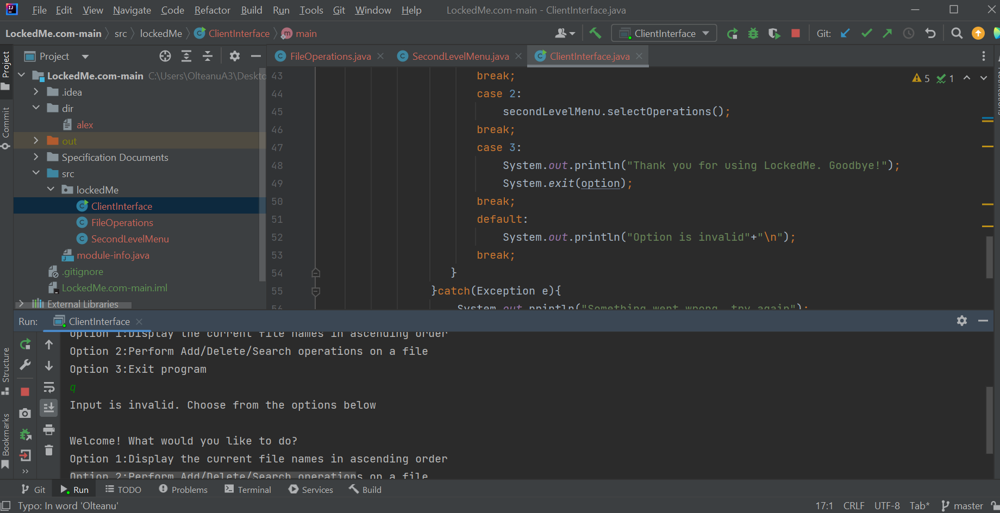 File Edit View Navigate Code Refactor Build Run Tools Git Window Help LockedMe.com-main - ClientInterface.java
LockedMe.com-main src lockedMe ClientInterface main ClientInterface Git:
Project FileOperations.java SecondLevelMenu.java ClientInterface.java
LockedMe.com-main C:\Users\OlteanuA3\Deskto
.idea
dir
alex
out
Specification Documents
src
lockedMe
ClientInterface
FileOperations
SecondLevelMenu
module-info.java
.gitignore
LockedMe.com-main.iml
External Libraries
Project
Commit
Structure
Bookmarks
5 1
43 break;
44 case 2:
45 secondLevelMenu.selectOperations();
46 break;
47 case 3:
48 System.out.println("Thank you for using LockedMe. Goodbye!");
49 System.exit(option);
50 break;
51 default:
52 System.out.println("Option is invalid"+"\n");
53 break;
54 }
55 }catch(Exception e){
56 System.out.println("Something went wrong, try again");
Run: ClientInterface
Option 1:Display the current file names in ascending order
Option 2:Perform Add/Delete/Search operations on a file
Option 3:Exit program
q
Input is invalid. Choose from the options below
Welcome! What would you like to do?
Option 1:Display the current file names in ascending order
Option 2:Perform Add/Delete/Search operations on a file
Git Run TODO Problems Terminal Services Build
Typo: In word 'Olteanu' 17:1 CRLF UTF-8 Tab* master